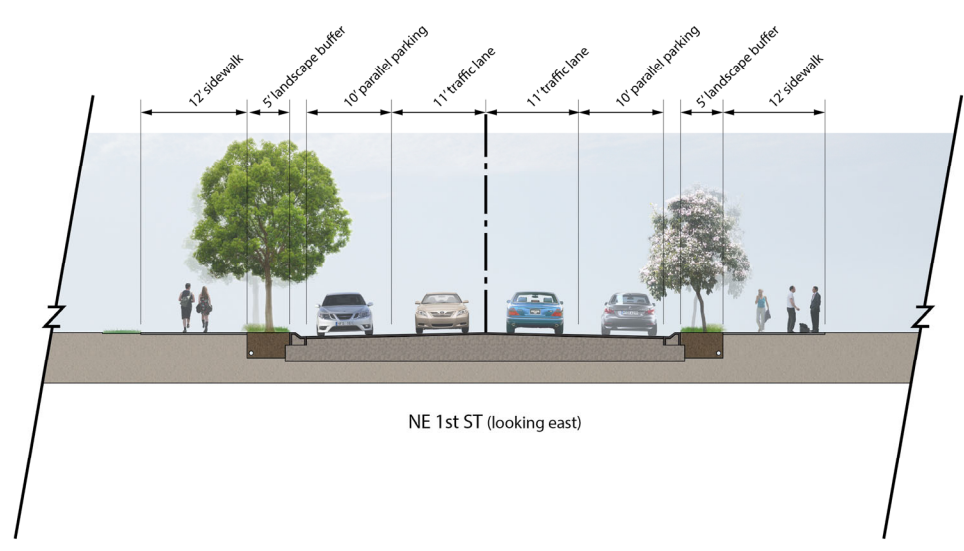 12' sidewalk
5' landscape buffer
10' parallel parking
11' traffic lane
11' traffic lane
10' parallel parking
5' landscape buffer
12' sidewalk
NE 1st ST (looking east)